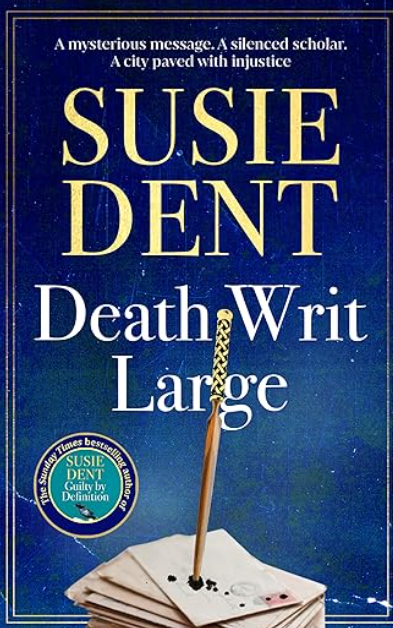 A mysterious message. A silenced scholar.
A city paved with injustice
SUSIE
DENT
Death Writ
Large
The Sunday Times bestselling author of
SUSIE
DENT
Guilty by
Definition